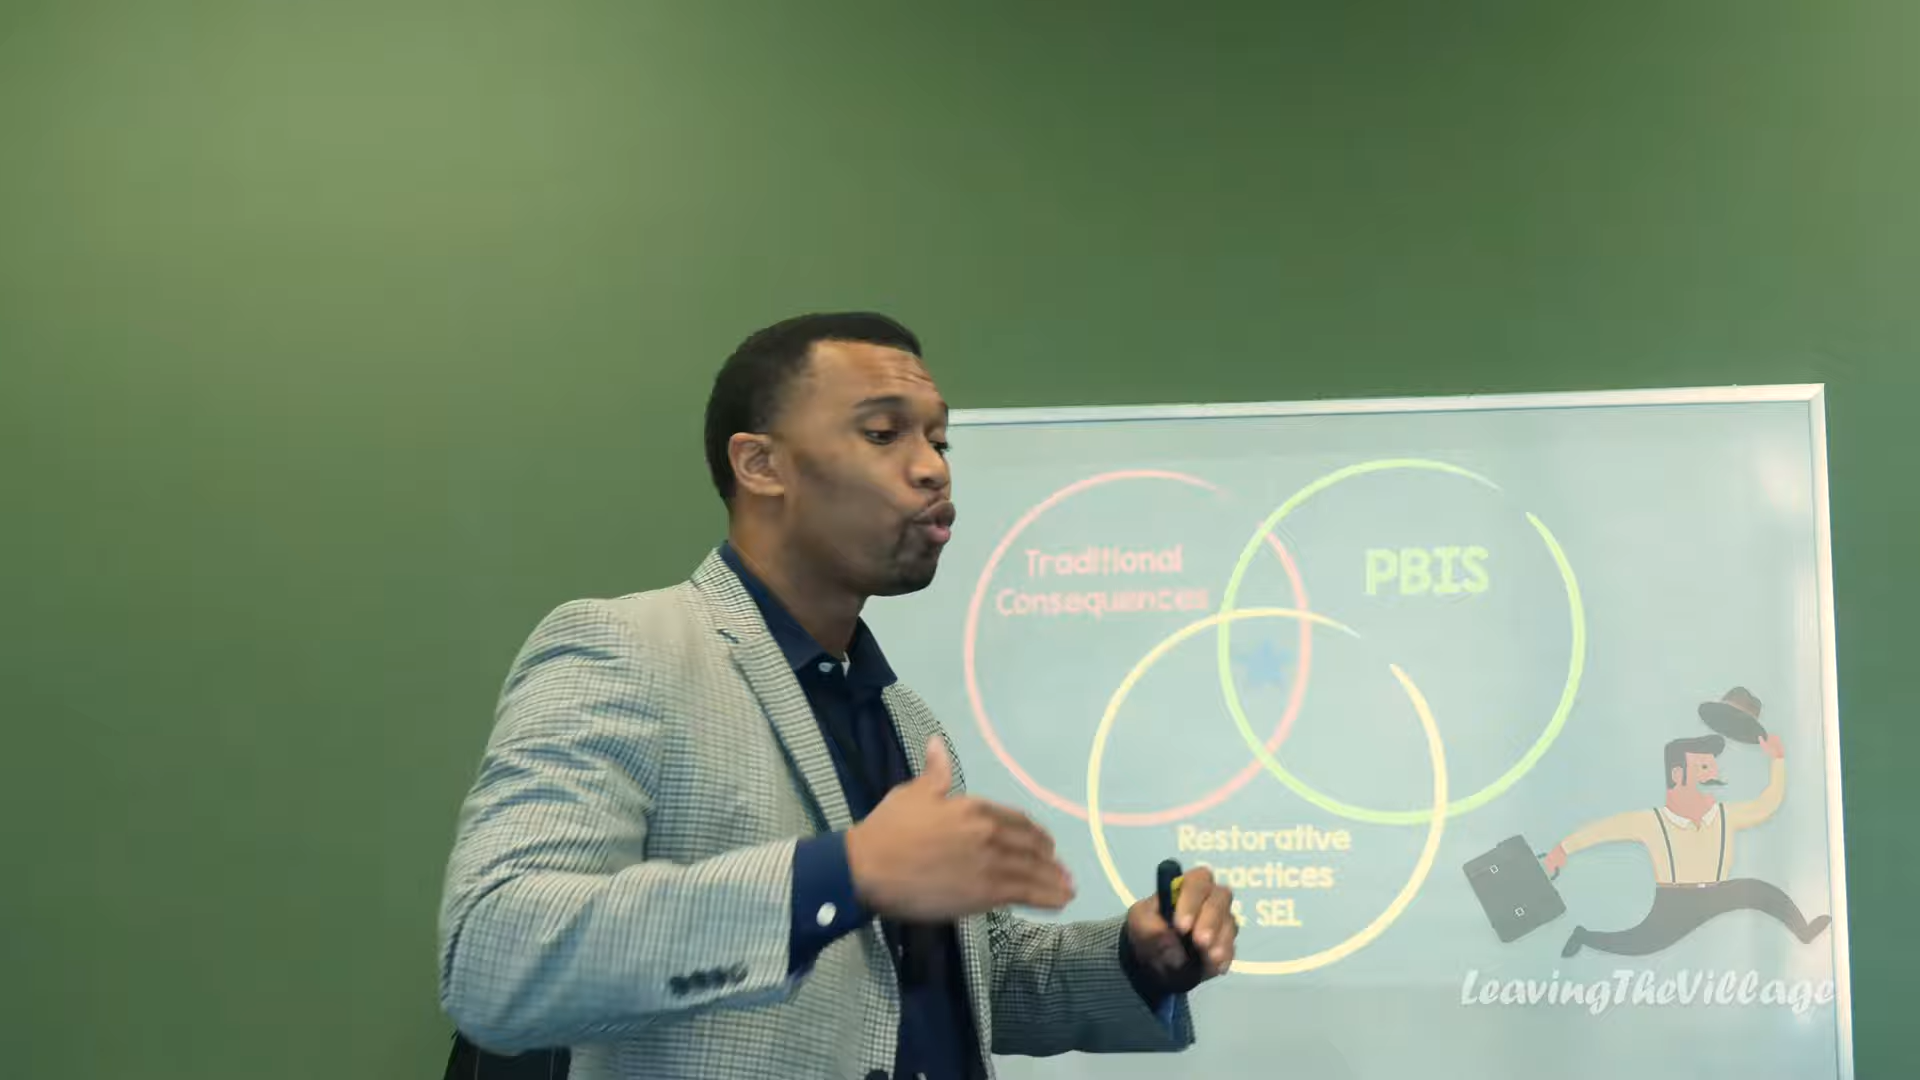 Traditional
Consequences
PBIS
Restorative
Practices
& SEL
LeavingTheVillage